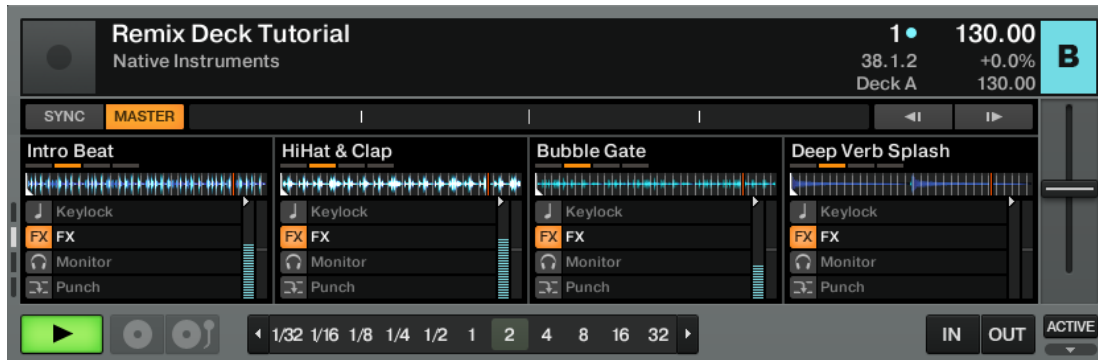 Remix Deck Tutorial 1 130.00
Native Instruments 38.1.2 +0.0%
Deck A 130.00
B
SYNC MASTER
Intro Beat HiHat & Clap Bubble Gate Deep Verb Splash
Keylock Keylock Keylock Keylock
FX FX FX FX FX FX FX FX
Monitor Monitor Monitor Monitor
Punch Punch Punch Punch
1/32 1/16 1/8 1/4 1/2 1 2 4 8 16 32 IN OUT ACTIVE